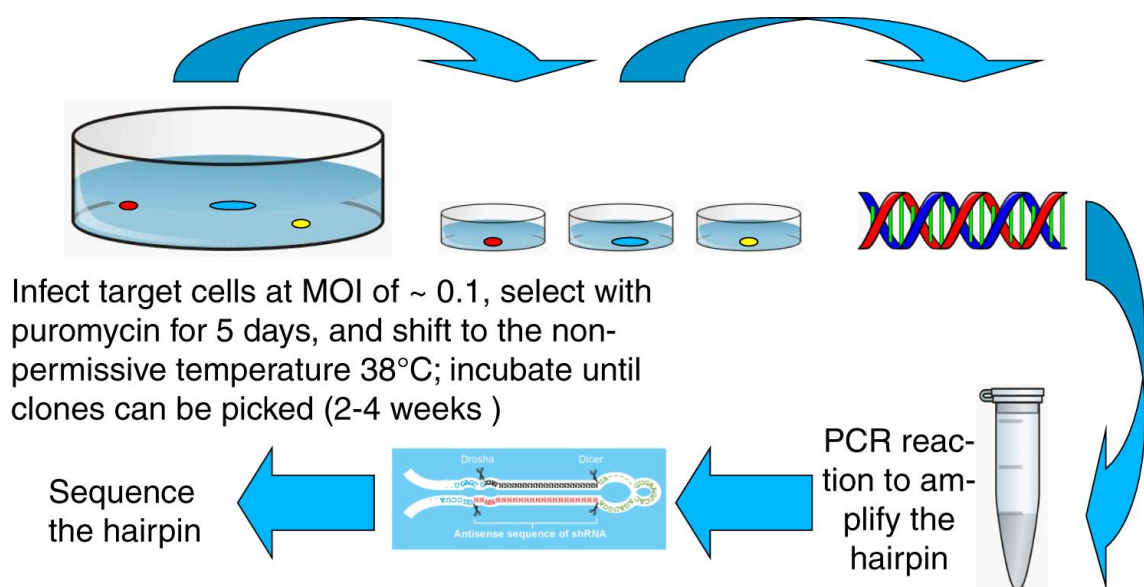 Infect target cells at MOI of ~ 0.1, select with
puromycin for 5 days, and shift to the non-
permissive temperature 38°C; incubate until
clones can be picked (2-4 weeks )
PCR reac-
tion to am-
plify the
hairpin
Drosha Dicer
Antisense sequence of shRNA
Sequence
the hairpin